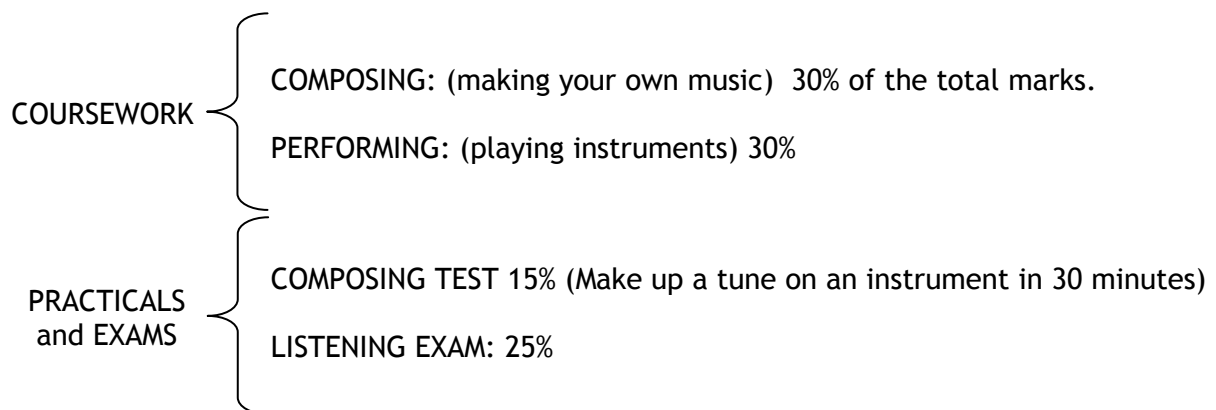 COURSEWORK
COMPOSING: (making your own music) 30% of the total marks.
PERFORMING: (playing instruments) 30%
PRACTICALS
and EXAMS
COMPOSING TEST 15% (Make up a tune on an instrument in 30 minutes)
LISTENING EXAM: 25%